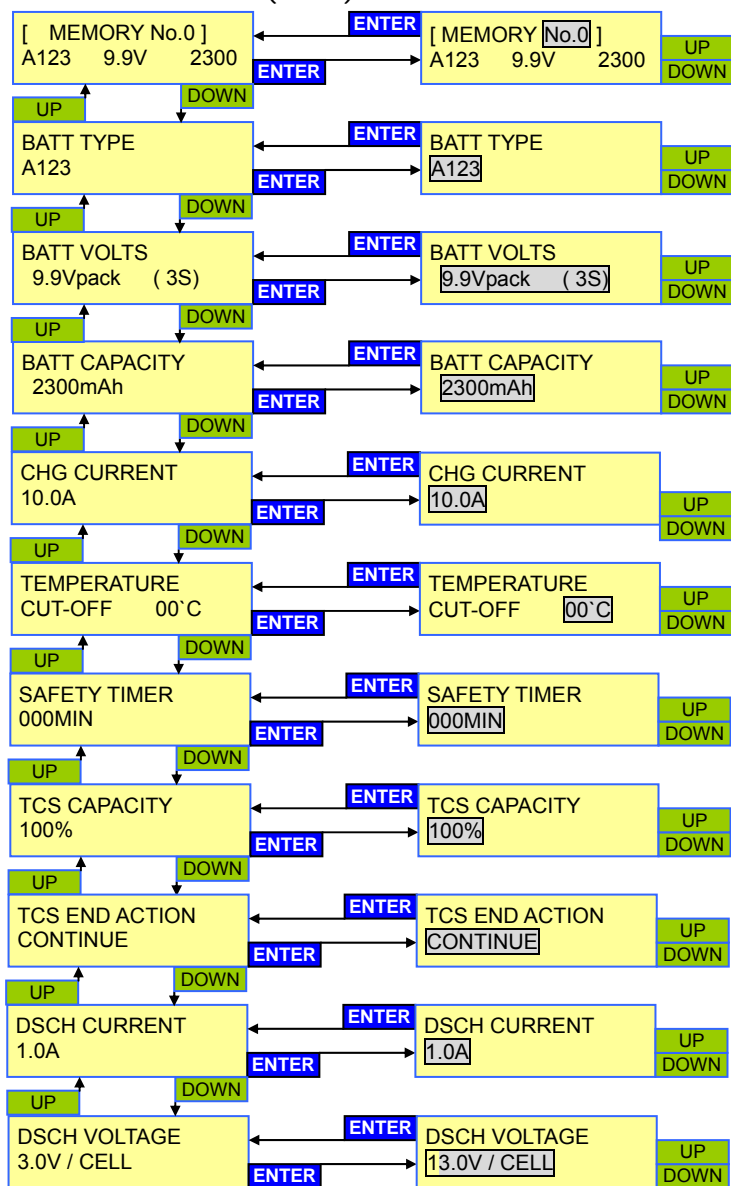 ENTER
[ MEMORY No.0 ]
A123 9.9V 2300
ENTER
[ MEMORY No.0 ]
A123 9.9V 2300
UP
DOWN
UP
DOWN
BATT TYPE
A123
ENTER
ENTER
BATT TYPE
A123
UP
DOWN
UP
DOWN
BATT VOLTS
9.9Vpack ( 3S)
ENTER
ENTER
BATT VOLTS
9.9Vpack ( 3S)
UP
DOWN
UP
DOWN
BATT CAPACITY
2300mAh
ENTER
ENTER
BATT CAPACITY
2300mAh
UP
DOWN
UP
DOWN
CHG CURRENT
10.0A
ENTER
ENTER
CHG CURRENT
10.0A
UP
DOWN
UP
DOWN
TEMPERATURE
CUT-OFF 00`C
ENTER
ENTER
TEMPERATURE
CUT-OFF 00`C
UP
DOWN
UP
DOWN
SAFETY TIMER
000MIN
ENTER
ENTER
SAFETY TIMER
000MIN
UP
DOWN
UP
DOWN
TCS CAPACITY
100%
ENTER
ENTER
TCS CAPACITY
100%
UP
DOWN
UP
DOWN
TCS END ACTION
CONTINUE
ENTER
ENTER
TCS END ACTION
CONTINUE
UP
DOWN
UP
DOWN
DSCH CURRENT
1.0A
ENTER
ENTER
DSCH CURRENT
1.0A
UP
DOWN
UP
DOWN
DSCH VOLTAGE
3.0V / CELL
ENTER
ENTER
DSCH VOLTAGE
13.0V / CELL
UP
DOWN